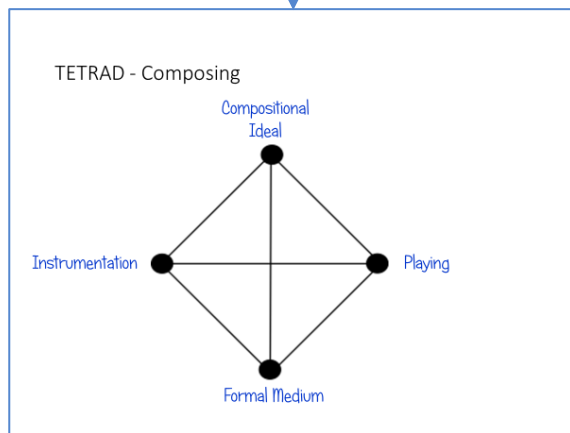 TETRAD - Composing
Compositional
Ideal
Instrumentation
Playing
Formal Medium